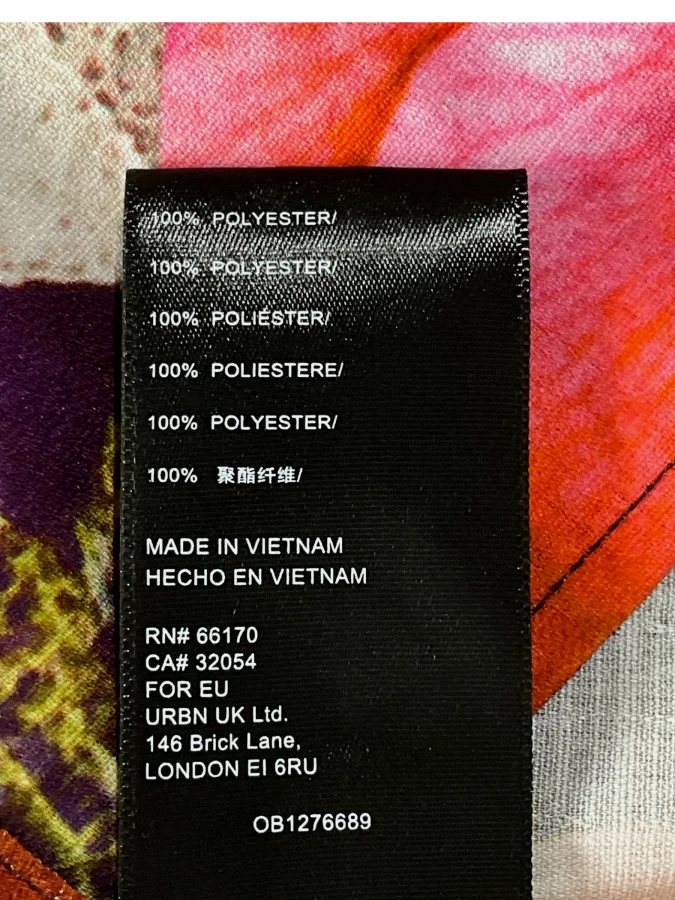 100% POLYESTER/
100% POLYESTER/
100% POLIÉSTER/
100% POLIESTERE/
100% POLYESTER/
100% 聚酯纤维/
MADE IN VIETNAM
HECHO EN VIETNAM
RN# 66170
CA# 32054
FOR EU
URBN UK Ltd.
146 Brick Lane,
LONDON EI 6RU
OB1276689